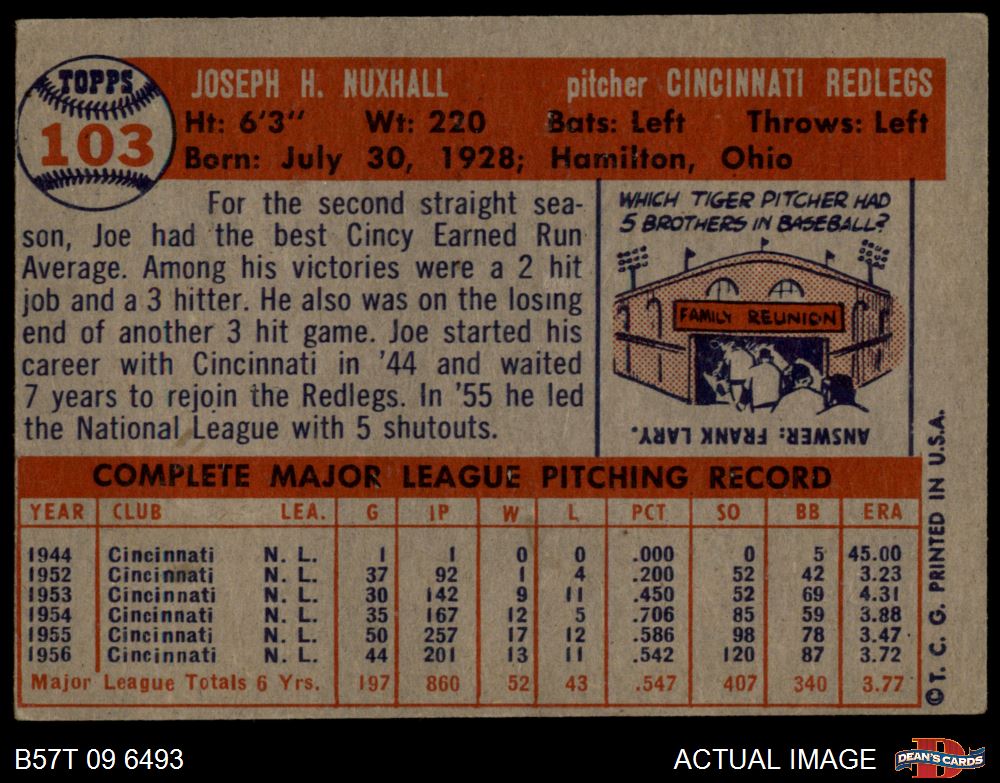 TOPPS
103
JOSEPH H. NUXHALL pitcher CINCINNATI REDLEGS
Ht: 6'3" Wt: 220 Bats: Left Throws: Left
Born: July 30, 1928; Hamilton, Ohio
For the second straight sea-
son, Joe had the best Cincy Earned Run
Average. Among his victories were a 2 hit
job and a 3 hitter. He also was on the losing
end of another 3 hit game. Joe started his
career with Cincinnati in '44 and waited
7 years to rejoin the Redlegs. In '55 he led
the National League with 5 shutouts.
WHICH TIGER PITCHER HAD
5 BROTHERS IN BASEBALL?
FAMILY REUNION
ANSWER: FRANK LARY.
COMPLETE MAJOR LEAGUE PITCHING RECORD
YEAR CLUB LEA. G IP W L PCT SO BB ERA
1944 Cincinnati N. L. 1 1 0 0 .000 0 5 45.00
1952 Cincinnati N. L. 37 92 1 4 .200 52 42 3.23
1953 Cincinnati N. L. 30 142 9 11 .450 52 69 4.31
1954 Cincinnati N. L. 35 167 12 5 .706 85 59 3.88
1955 Cincinnati N. L. 50 257 17 12 .586 98 78 3.47
1956 Cincinnati N. L. 44 201 13 11 .542 120 87 3.72
Major League Totals 6 Yrs. 197 860 52 43 .547 407 340 3.77
© T. C. G. PRINTED IN U.S.A.
B57T 09 6493 ACTUAL IMAGE
D
DEAN'S CARDS